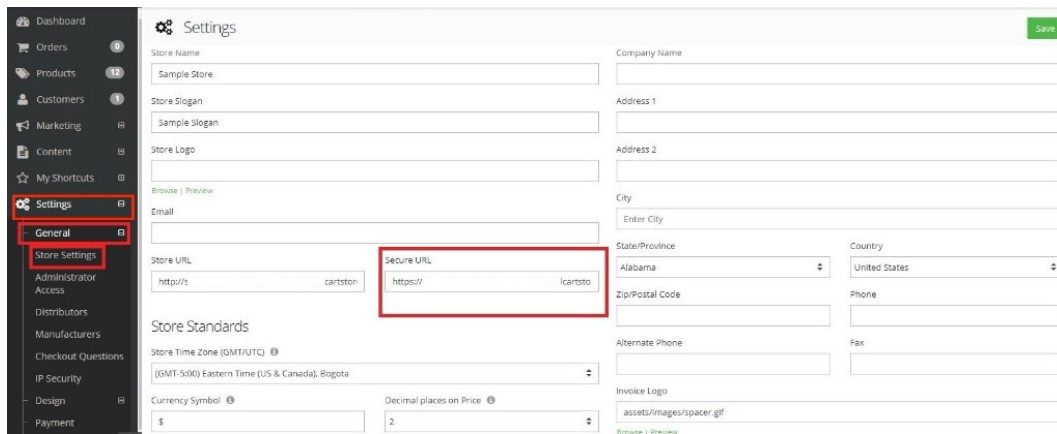 Dashboard
Orders 0
Products 12
Customers 1
Marketing
Content
My Shortcuts
Settings
General
Store Settings
Administrator
Access
Distributors
Manufacturers
Checkout Questions
IP Security
Design
Payment
Settings
Save
Store Name
Sample Store
Store Slogan
Sample Slogan
Store Logo
Browse | Preview
Email
Store URL
http://s cartston
Secure URL
https:// lcartsto
Store Standards
Store Time Zone (GMT/UTC)
(GMT-5:00) Eastern Time (US & Canada), Bogota
Currency Symbol
$
Decimal places on Price
2
Company Name
Address 1
Address 2
City
Enter City
State/Province
Alabama
Country
United States
Zip/Postal Code
Phone
Alternate Phone
Fax
Invoice Logo
assets/images/spacer.gif
Browse | Preview